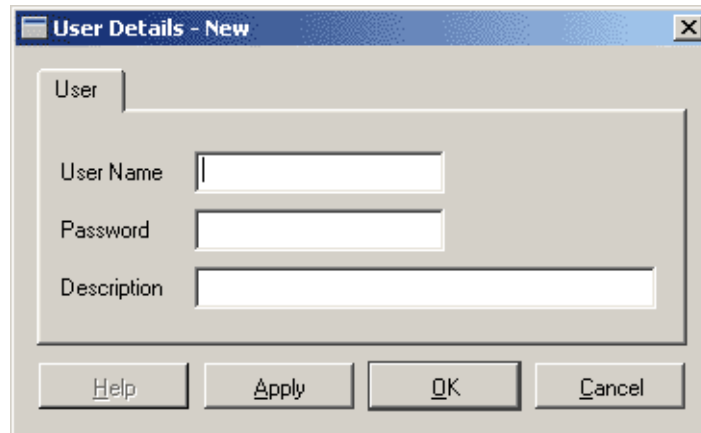 User Details - New
User
User Name
Password
Description
Help Apply OK Cancel